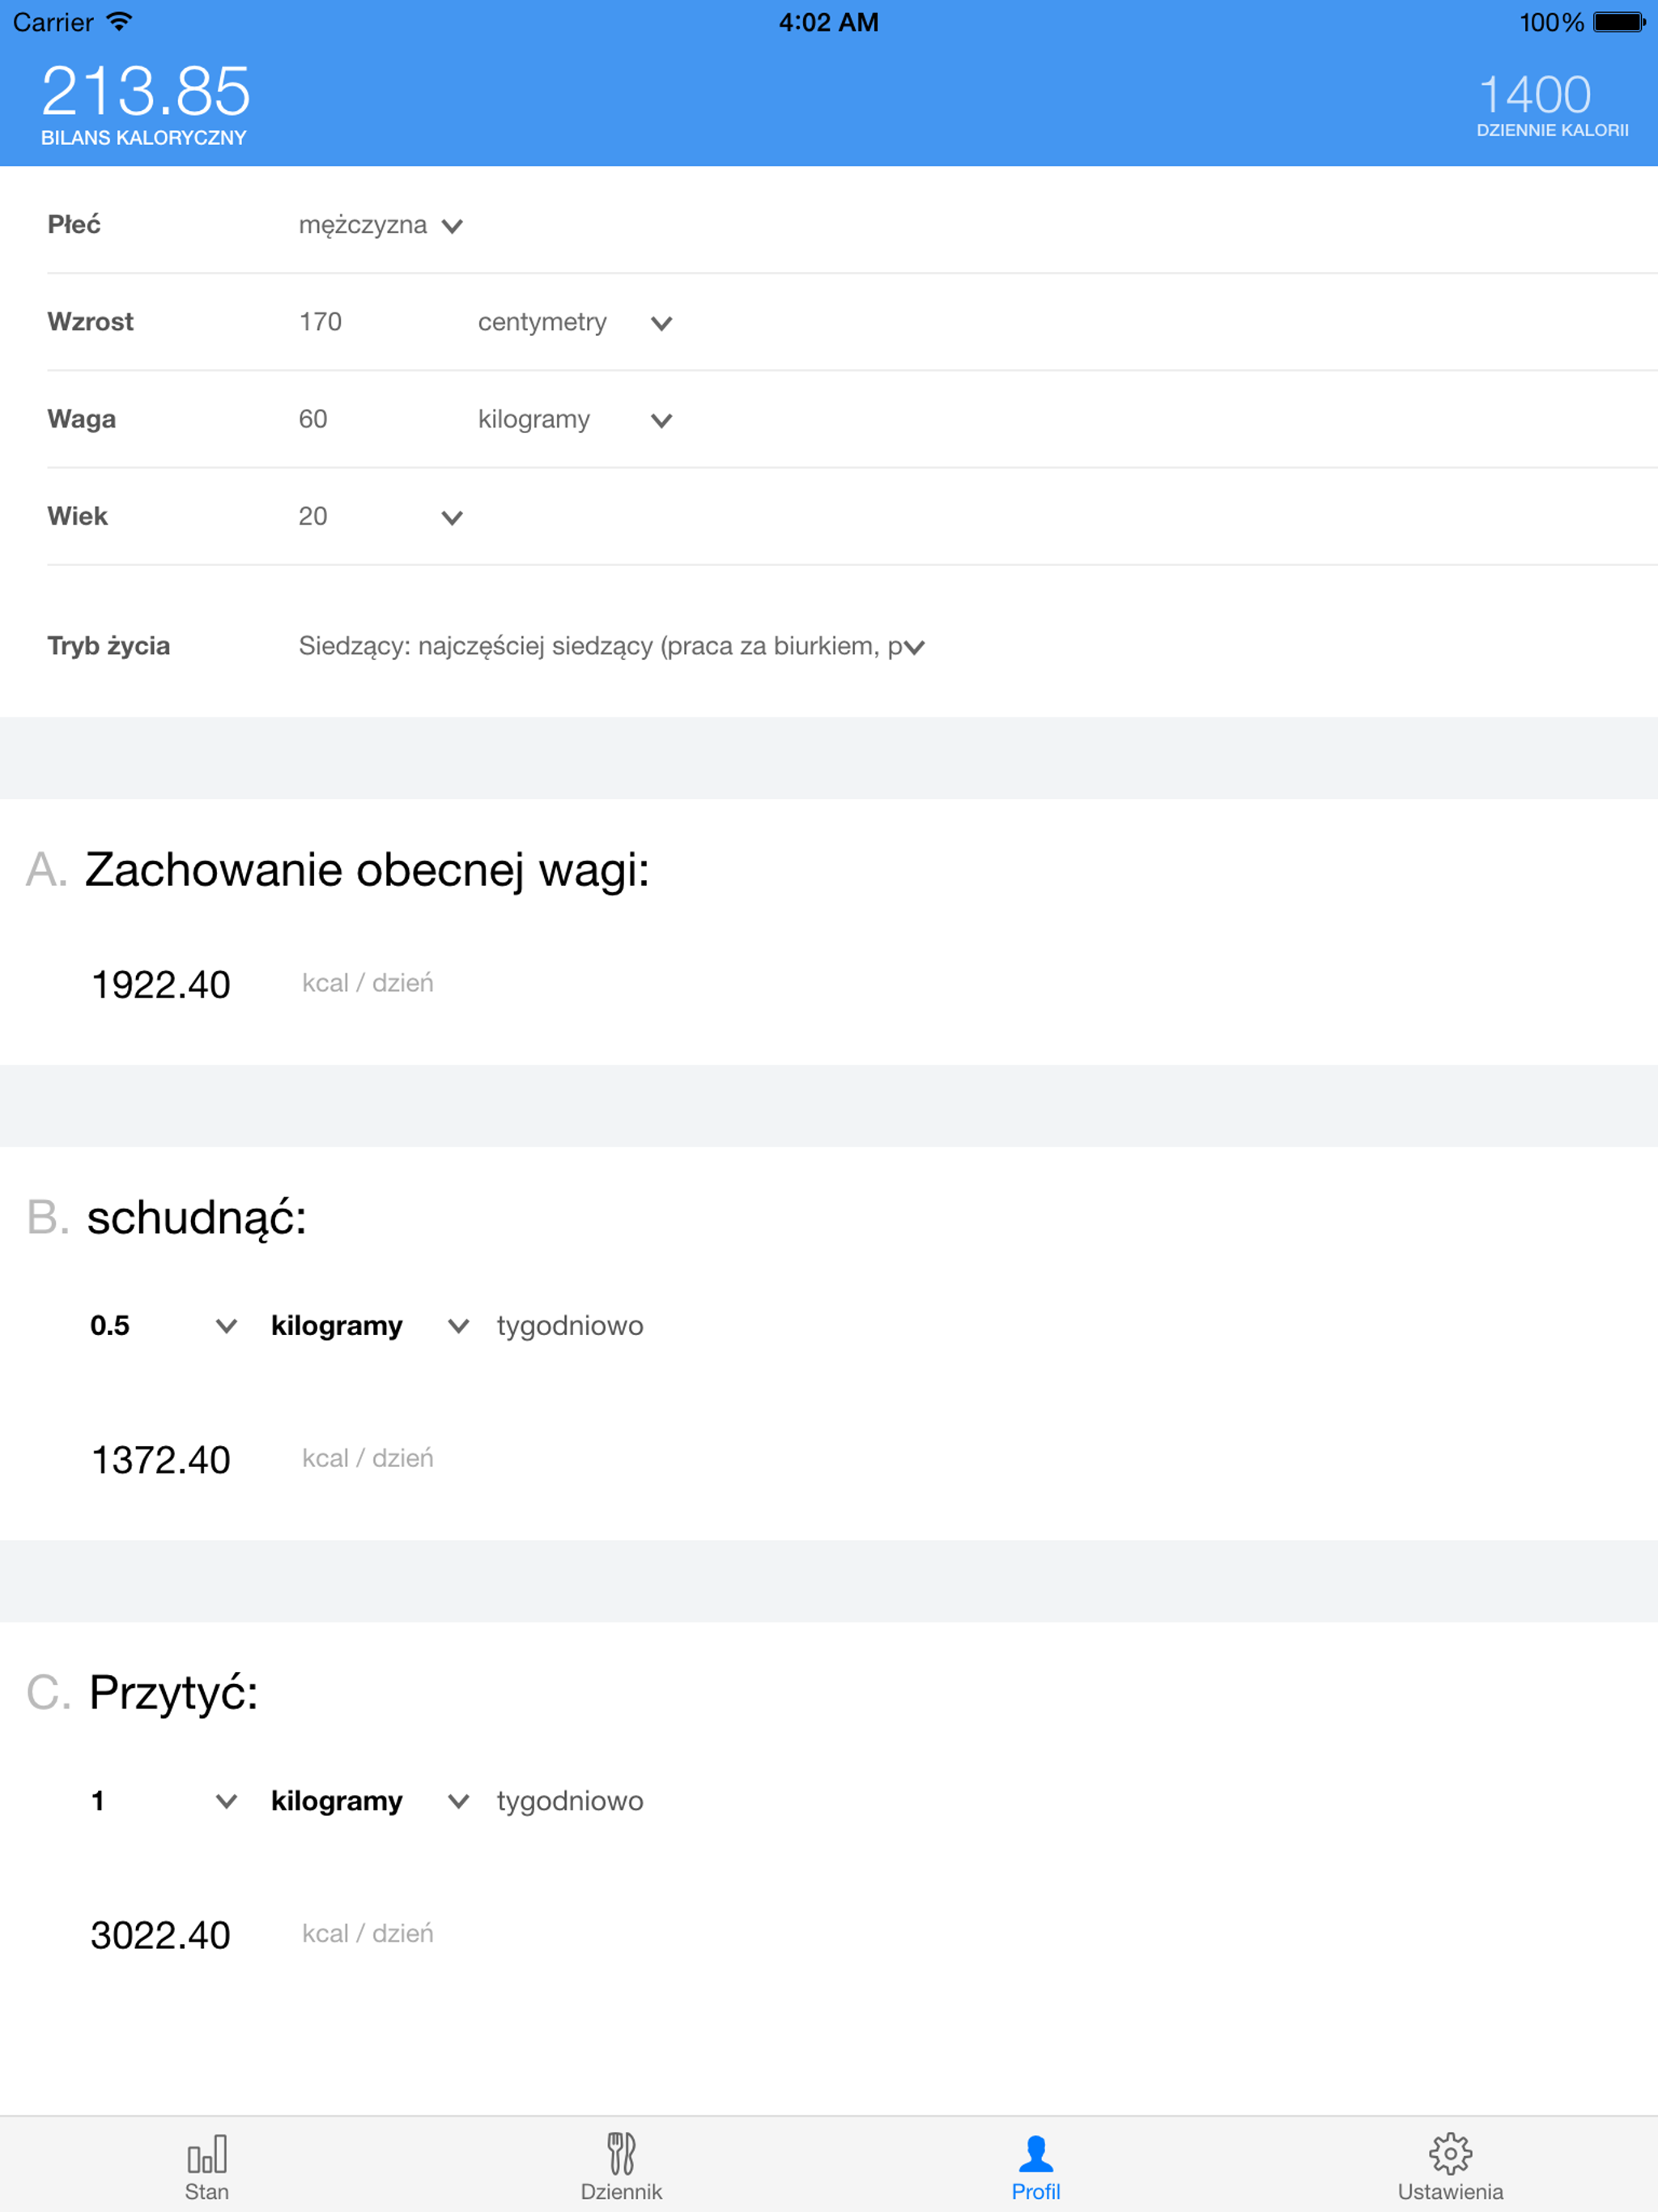 Carrier 4:02 AM 100%
213.85 1400
BILANS KALORYCZNY DZIENNIE KALORII
Płeć mężczyzna
Wzrost 170 centymetry
Waga 60 kilogramy
Wiek 20
Tryb życia Siedzący: najczęściej siedzący (praca za biurkiem, p
A. Zachowanie obecnej wagi:
1922.40 kcal / dzień
B. schudnąć:
0.5 kilogramy tygodniowo
1372.40 kcal / dzień
C. Przytyć:
1 kilogramy tygodniowo
3022.40 kcal / dzień
Stan Dziennik Profil Ustawienia